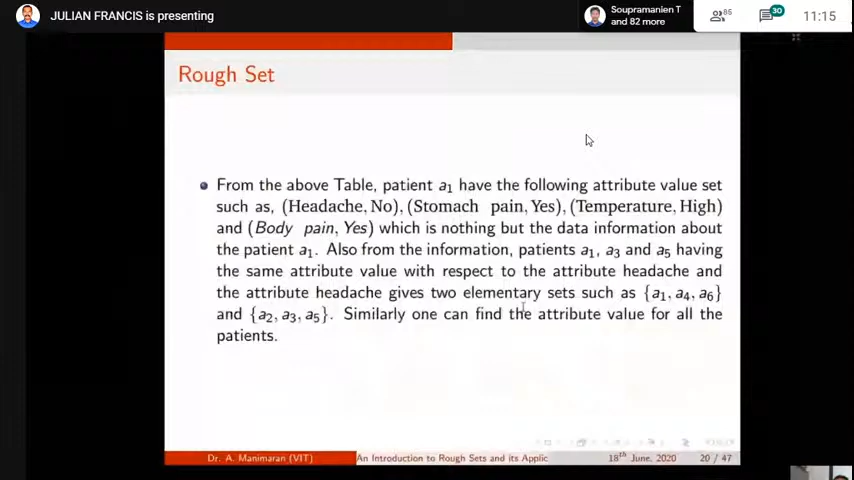 JULIAN FRANCIS is presenting
Soupramanien T
and 82 more
85
30
11:15
Rough Set
From the above Table, patient a1 have the following attribute value set
such as, (Headache, No), (Stomach pain, Yes), (Temperature, High)
and (Body pain, Yes) which is nothing but the data information about
the patient a1. Also from the information, patients a1, a3 and a5 having
the same attribute value with respect to the attribute headache and
the attribute headache gives two elementary sets such as {a1, a4, a6}
and {a2, a3, a5}. Similarly one can find the attribute value for all the
patients.
Dr. A. Manimaran (VIT) An Introduction to Rough Sets and its Applic 18th June, 2020 20 / 47